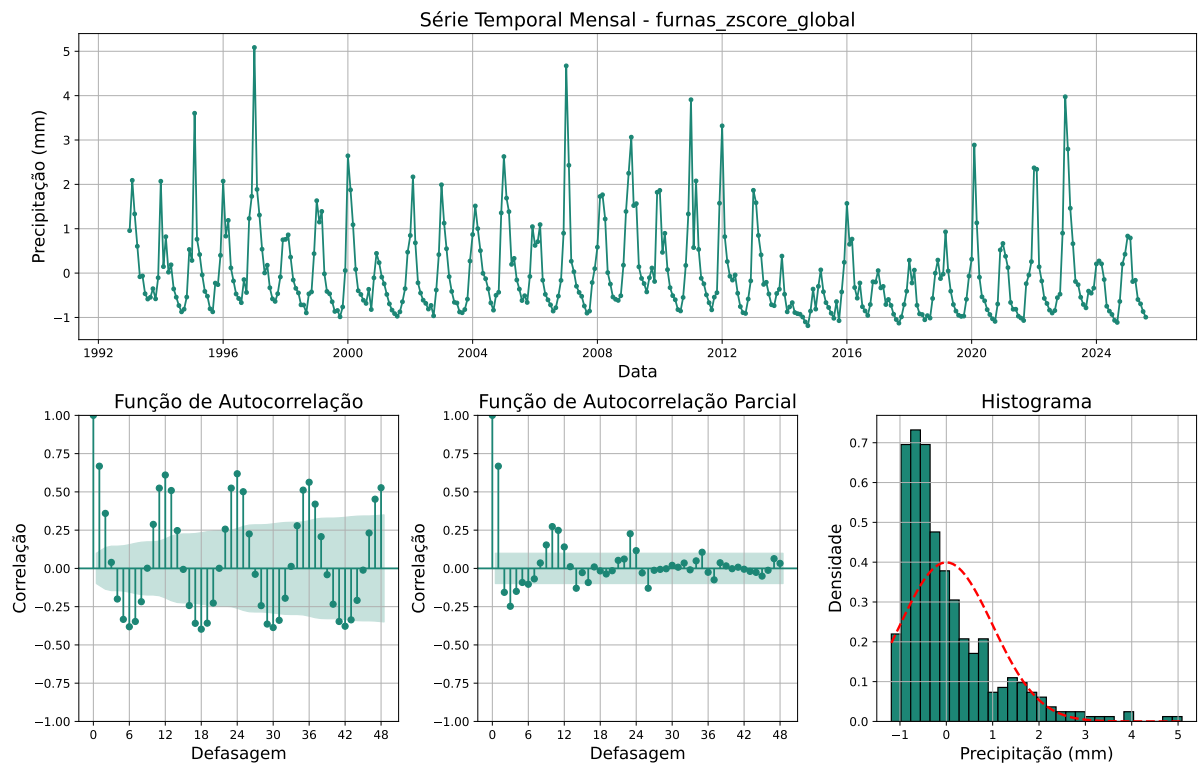 Série Temporal Mensal - furnas_zscore_global
Precipitação (mm)
5
4
3
2
1
0
−1
1992 1996 2000 2004 2008 2012 2016 2020 2024
Data
Função de Autocorrelação
Correlação
1.00
0.75
0.50
0.25
0.00
−0.25
−0.50
−0.75
−1.00
0 6 12 18 24 30 36 42 48
Defasagem
Função de Autocorrelação Parcial
Correlação
1.00
0.75
0.50
0.25
0.00
−0.25
−0.50
−0.75
−1.00
0 6 12 18 24 30 36 42 48
Defasagem
Histograma
Densidade
0.7
0.6
0.5
0.4
0.3
0.2
0.1
0.0
−1 0 1 2 3 4 5
Precipitação (mm)